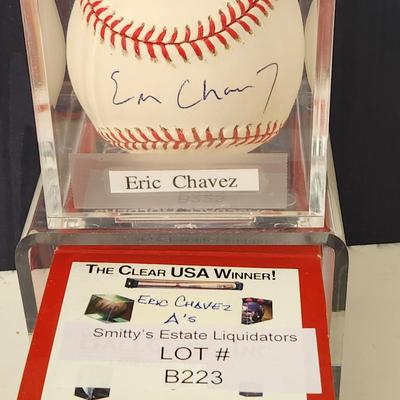 Eric Chavez
Eric Chavez
THE CLEAR USA WINNER!
ERIC CHAVEZ
A's
Smitty's Estate Liquidators
LOT #
B223